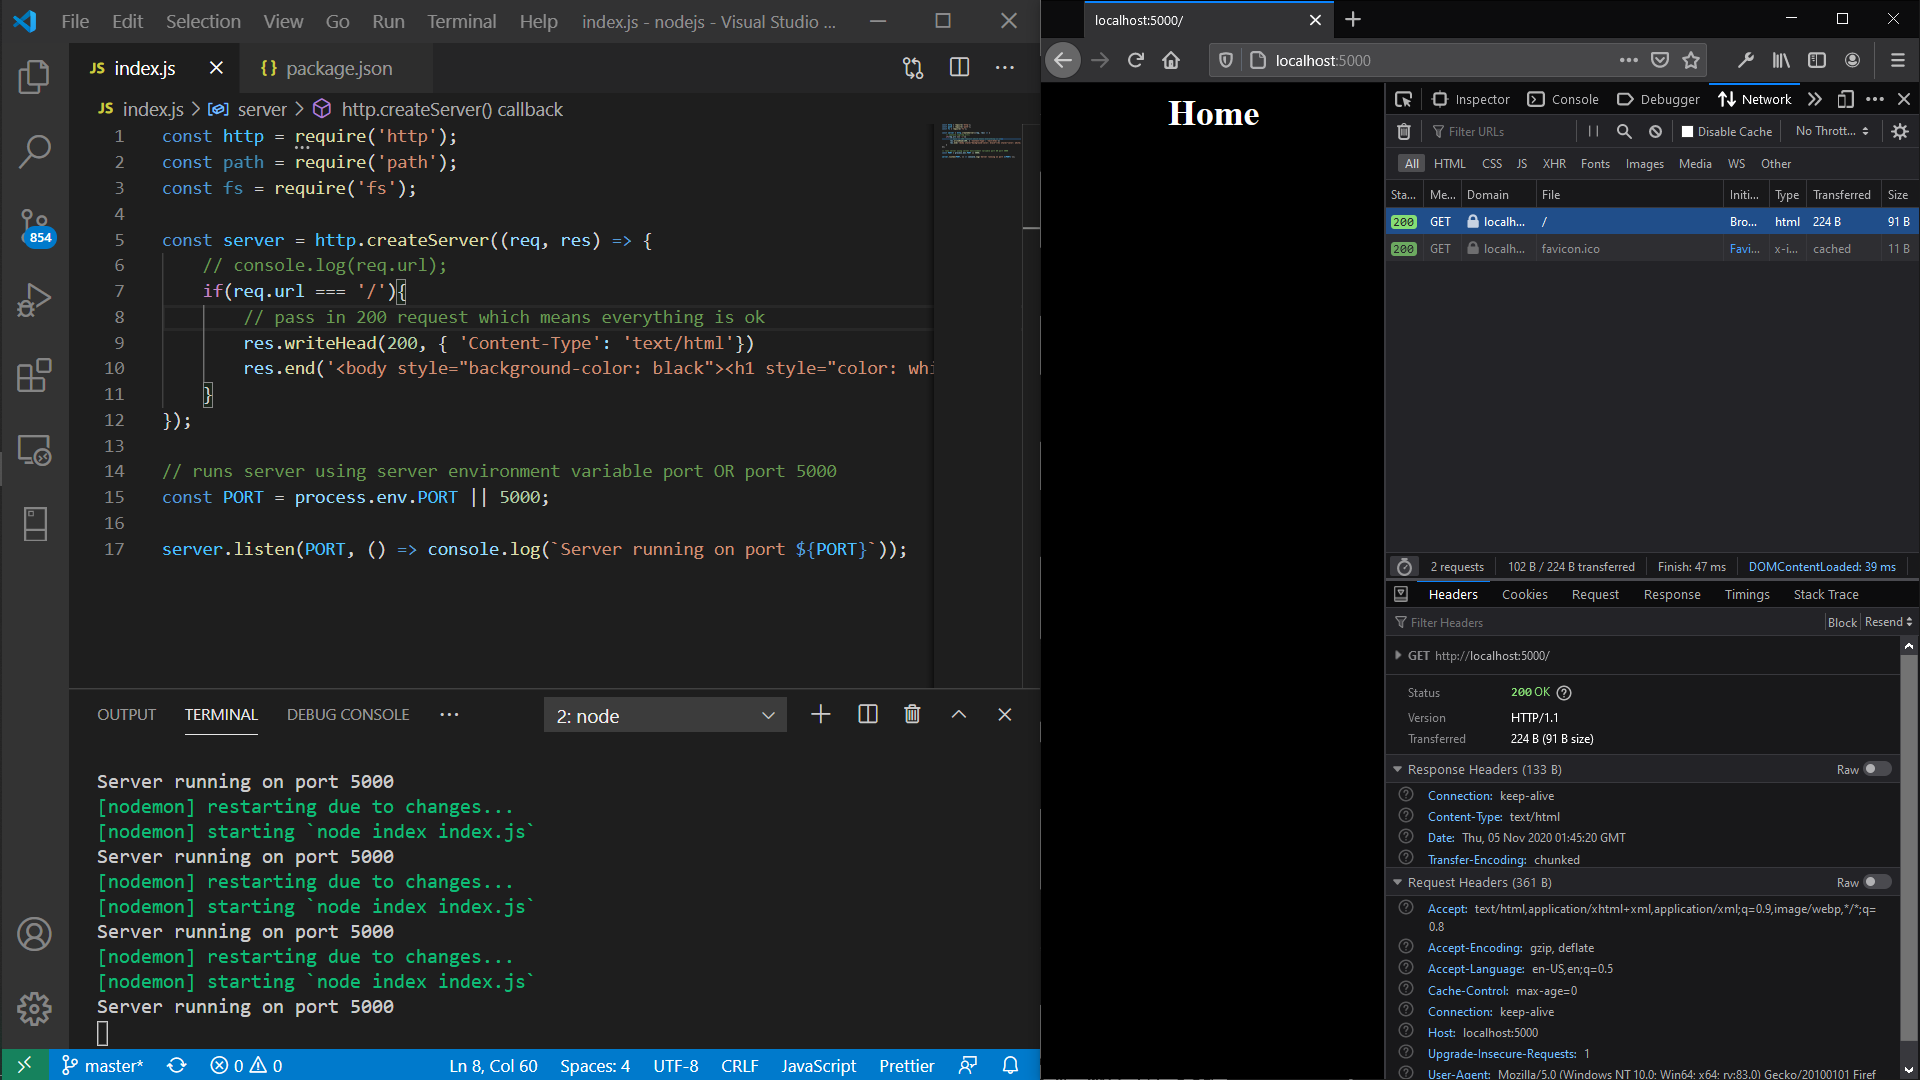 File Edit Selection View Go Run Terminal Help index.js - nodejs - Visual Studio ...
JS index.js {} package.json
JS index.js > server > http.createServer() callback
1 const http = require('http');
2 const path = require('path');
3 const fs = require('fs');
4
5 const server = http.createServer((req, res) => {
6 // console.log(req.url);
7 if(req.url === '/'){
8 // pass in 200 request which means everything is ok
9 res.writeHead(200, { 'Content-Type': 'text/html'})
10 res.end('<body style="background-color: black"><h1 style="color: whi
11 }
12 });
13
14 // runs server using server environment variable port OR port 5000
15 const PORT = process.env.PORT || 5000;
16
17 server.listen(PORT, () => console.log(`Server running on port ${PORT}`));
854
OUTPUT TERMINAL DEBUG CONSOLE ... 2: node
Server running on port 5000
[nodemon] restarting due to changes...
[nodemon] starting `node index index.js`
Server running on port 5000
[nodemon] restarting due to changes...
[nodemon] starting `node index index.js`
Server running on port 5000
[nodemon] restarting due to changes...
[nodemon] starting `node index index.js`
Server running on port 5000
master* 0 0 Ln 8, Col 60 Spaces: 4 UTF-8 CRLF JavaScript Prettier
localhost:5000/
localhost:5000
Home
Inspector Console Debugger Network
Filter URLs Disable Cache No Thrott...
All HTML CSS JS XHR Fonts Images Media WS Other
Sta... Me... Domain File Initi... Type Transferred Size
200 GET localh... / Bro... html 224 B 91 B
200 GET localh... favicon.ico Favi... x-i... cached 11 B
2 requests 102 B / 224 B transferred Finish: 47 ms DOMContentLoaded: 39 ms
Headers Cookies Request Response Timings Stack Trace
Filter Headers Block Resend
GET http://localhost:5000/
Status 200 OK
Version HTTP/1.1
Transferred 224 B (91 B size)
Response Headers (133 B) Raw
Connection: keep-alive
Content-Type: text/html
Date: Thu, 05 Nov 2020 01:45:20 GMT
Transfer-Encoding: chunked
Request Headers (361 B) Raw
Accept: text/html,application/xhtml+xml,application/xml;q=0.9,image/webp,*/*;q=
0.8
Accept-Encoding: gzip, deflate
Accept-Language: en-US,en;q=0.5
Cache-Control: max-age=0
Connection: keep-alive
Host: localhost:5000
Upgrade-Insecure-Requests: 1
User-Agent: Mozilla/5.0 (Windows NT 10.0; Win64; x64; rv:83.0) Gecko/20100101 Firef